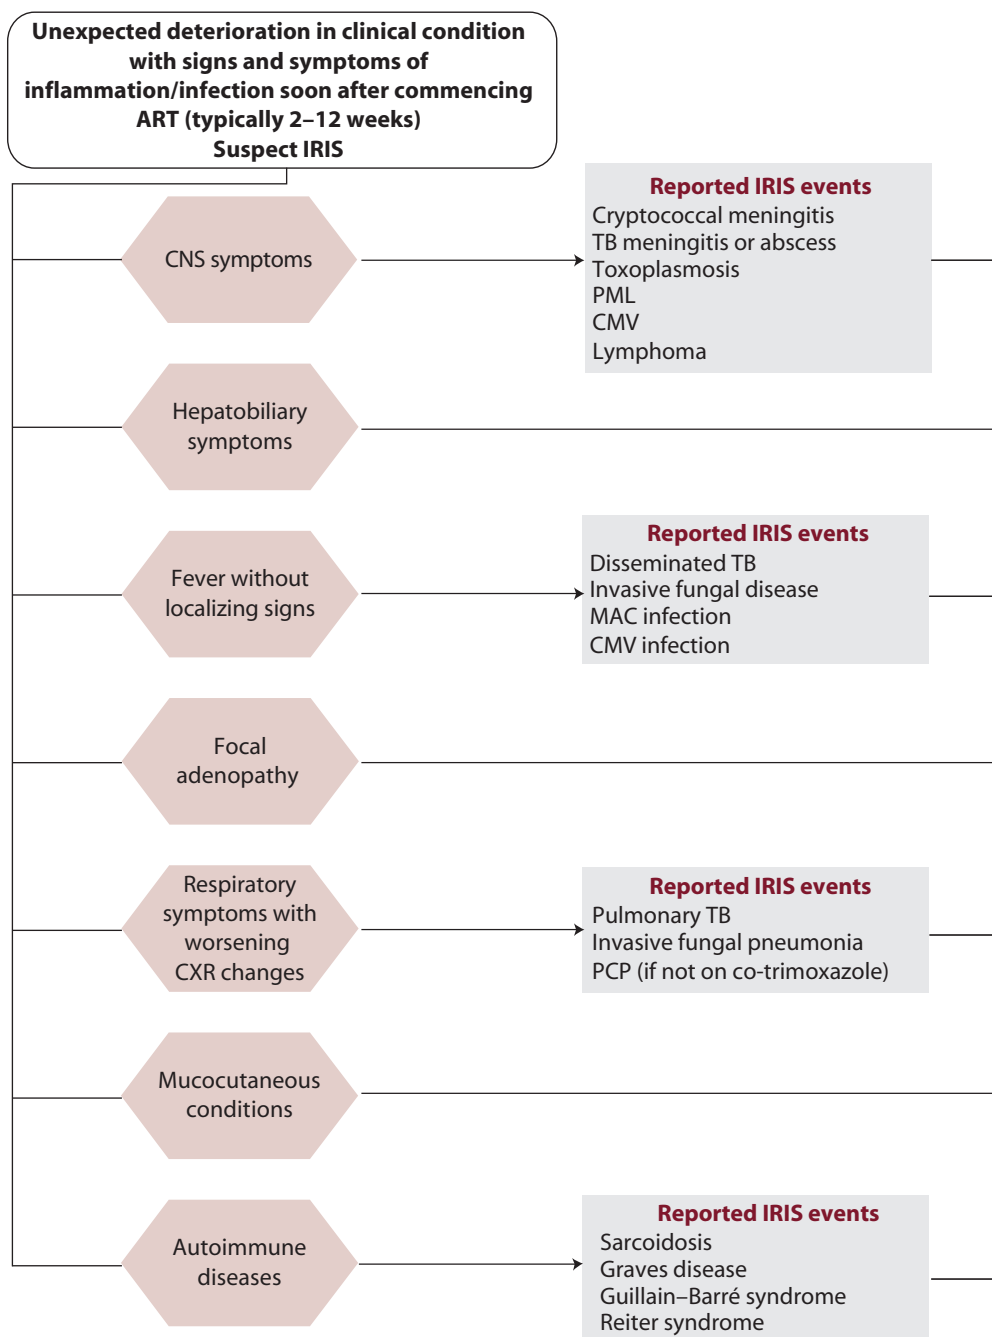 Unexpected deterioration in clinical condition
with signs and symptoms of
inflammation/infection soon after commencing
ART (typically 2–12 weeks)
Suspect IRIS
CNS symptoms
Reported IRIS events
Cryptococcal meningitis
TB meningitis or abscess
Toxoplasmosis
PML
CMV
Lymphoma
Hepatobiliary
symptoms
Fever without
localizing signs
Reported IRIS events
Disseminated TB
Invasive fungal disease
MAC infection
CMV infection
Focal
adenopathy
Respiratory
symptoms with
worsening
CXR changes
Reported IRIS events
Pulmonary TB
Invasive fungal pneumonia
PCP (if not on co-trimoxazole)
Mucocutaneous
conditions
Autoimmune
diseases
Reported IRIS events
Sarcoidosis
Graves disease
Guillain–Barré syndrome
Reiter syndrome